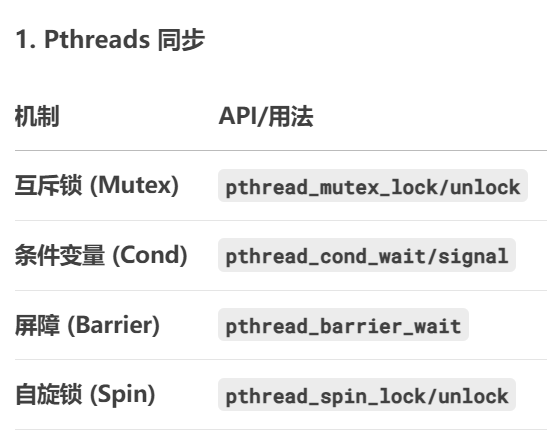 1. Pthreads 同步
机制 API/用法
互斥锁 (Mutex) pthread_mutex_lock/unlock
条件变量 (Cond) pthread_cond_wait/signal
屏障 (Barrier) pthread_barrier_wait
自旋锁 (Spin) pthread_spin_lock/unlock